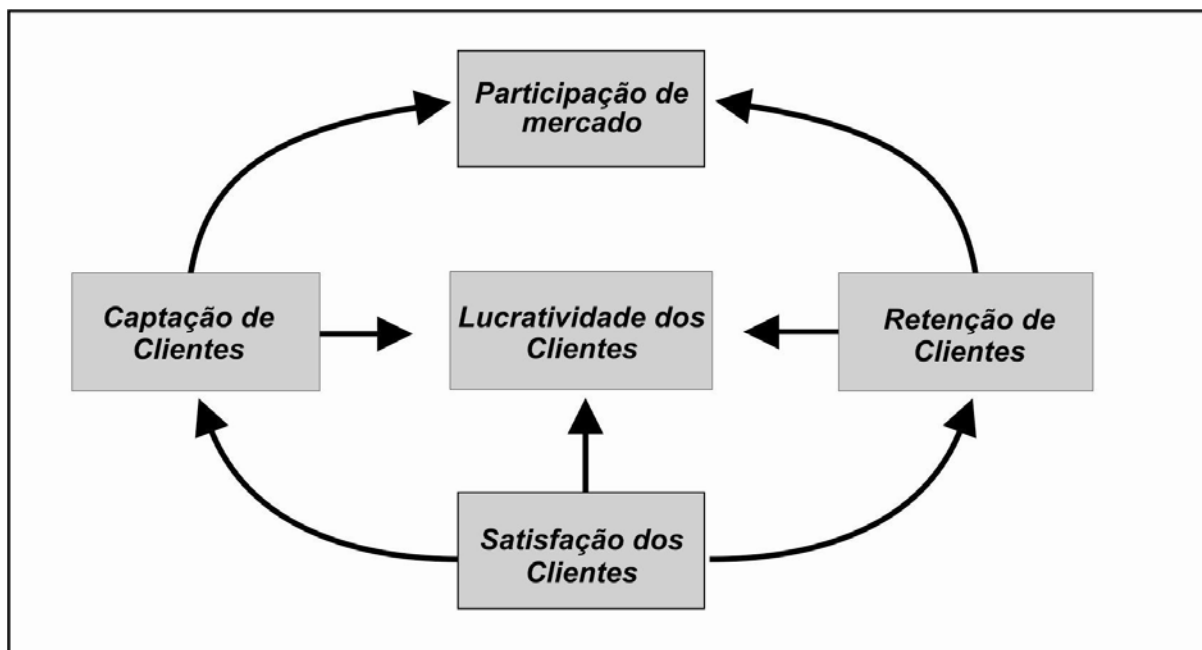 Participação de
mercado
Captação de
Clientes
Lucratividade dos
Clientes
Retenção de
Clientes
Satisfação dos
Clientes